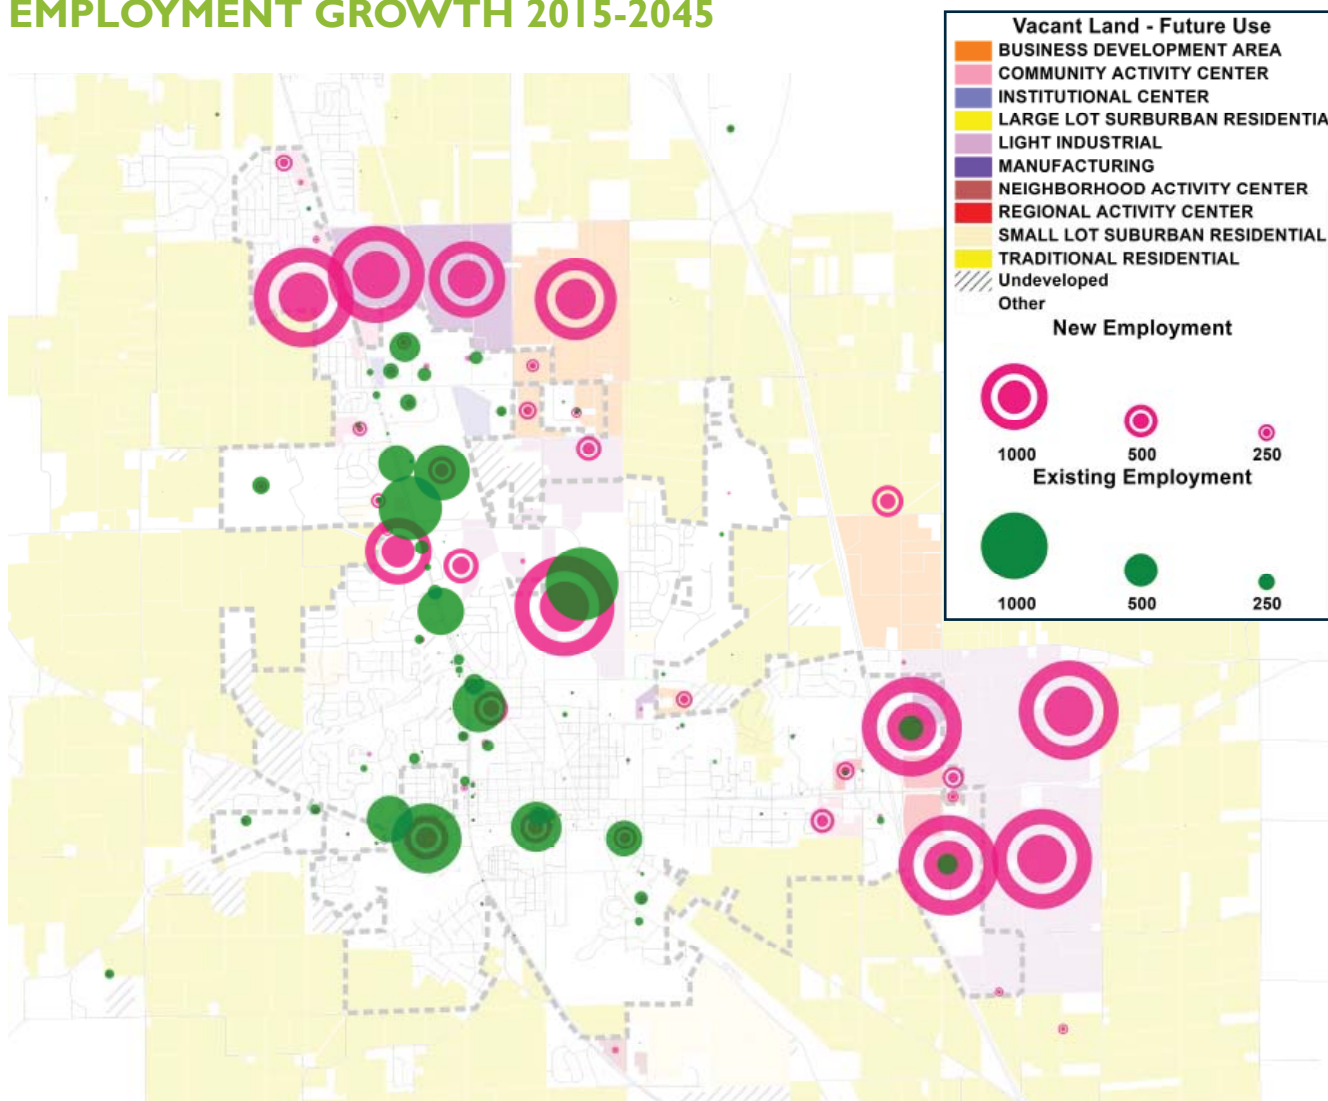 EMPLOYMENT GROWTH 2015-2045
Vacant Land - Future Use
BUSINESS DEVELOPMENT AREA
COMMUNITY ACTIVITY CENTER
INSTITUTIONAL CENTER
LARGE LOT SURBURBAN RESIDENTIA
LIGHT INDUSTRIAL
MANUFACTURING
NEIGHBORHOOD ACTIVITY CENTER
REGIONAL ACTIVITY CENTER
SMALL LOT SUBURBAN RESIDENTIAL
TRADITIONAL RESIDENTIAL
Undeveloped
Other
New Employment
1000 500 250
Existing Employment
1000 500 250